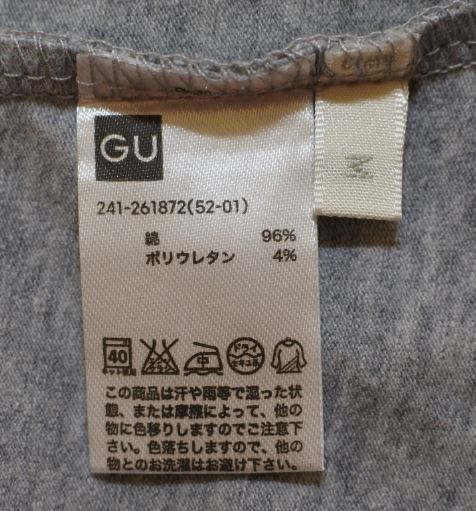 GU
M
241-261872(52-01)
綿 96%
ポリウレタン 4%
40
中
ドライ
この商品は汗や雨等で湿った状
態、または摩擦によって、他の
物に色移りしますのでご注意下
さい。色落ちしますので、他の
物とのお洗濯はお避け下さい。